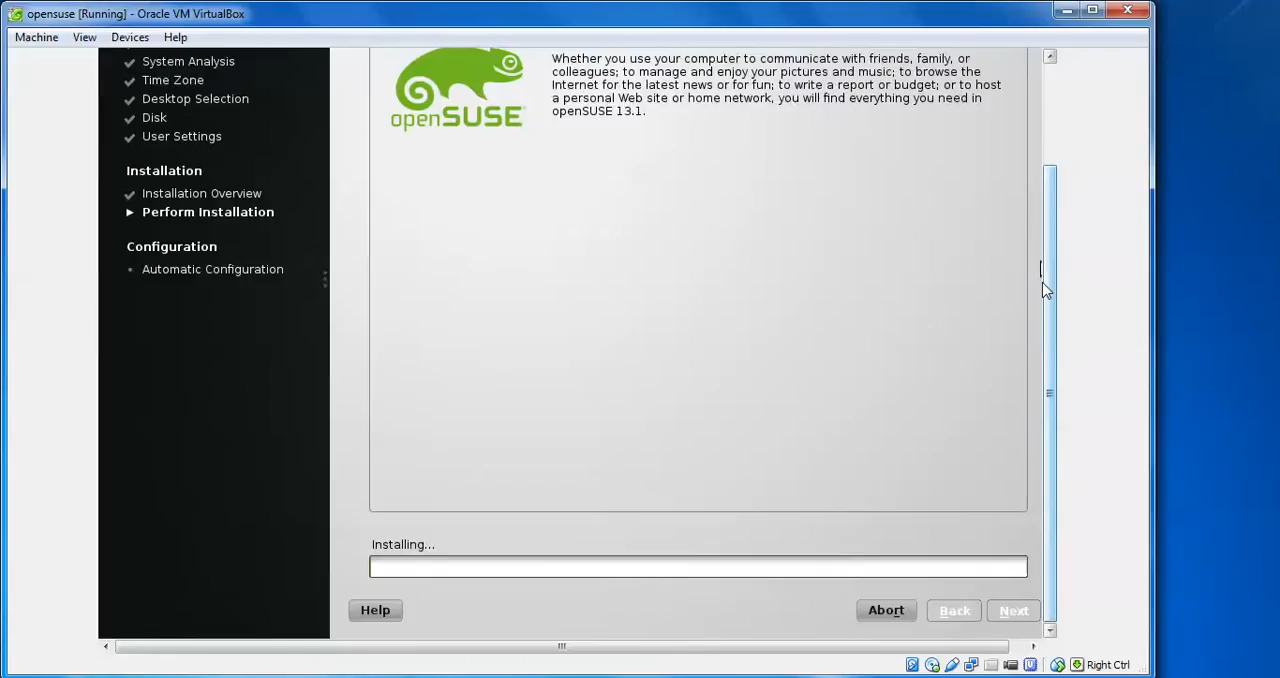 opensuse [Running] - Oracle VM VirtualBox
Machine View Devices Help
System Analysis
Time Zone
Desktop Selection
Disk
User Settings
Installation
Installation Overview
Perform Installation
Configuration
Automatic Configuration
openSUSE
Whether you use your computer to communicate with friends, family, or
colleagues; to manage and enjoy your pictures and music; to browse the
Internet for the latest news or for fun; to write a report or budget; or to host
a personal Web site or home network, you will find everything you need in
openSUSE 13.1.
Installing...
Help Abort Back Next
Right Ctrl